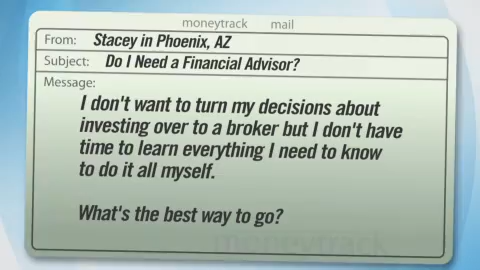 moneytrack mail
From: Stacey in Phoenix, AZ
Subject: Do I Need a Financial Advisor?
Message:
I don't want to turn my decisions about
investing over to a broker but I don't have
time to learn everything I need to know
to do it all myself.
What's the best way to go?
moneytrack